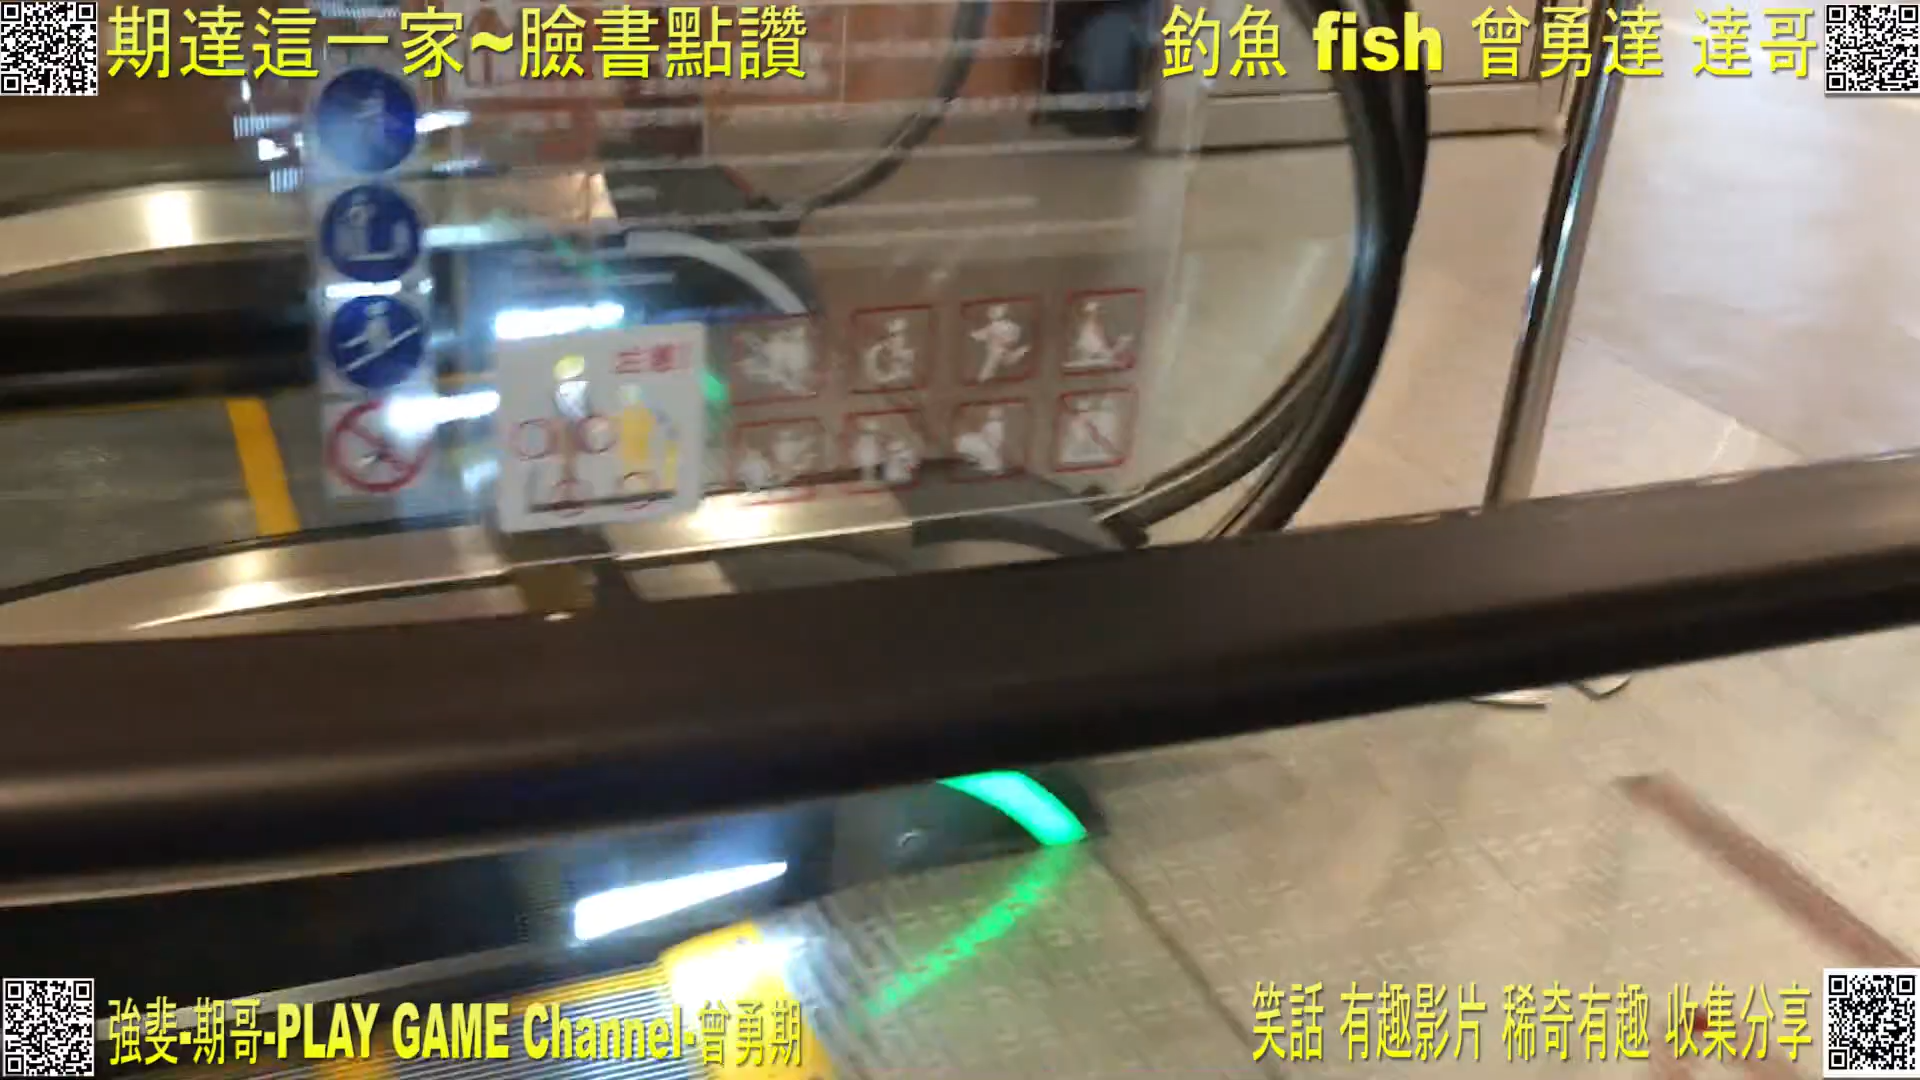 期達這一家~臉書點讚
釣魚 fish 曾勇達 達哥
注意!
強斐-期哥-PLAY GAME Channel-曾勇期
笑話 有趣影片 稀奇有趣 收集分享